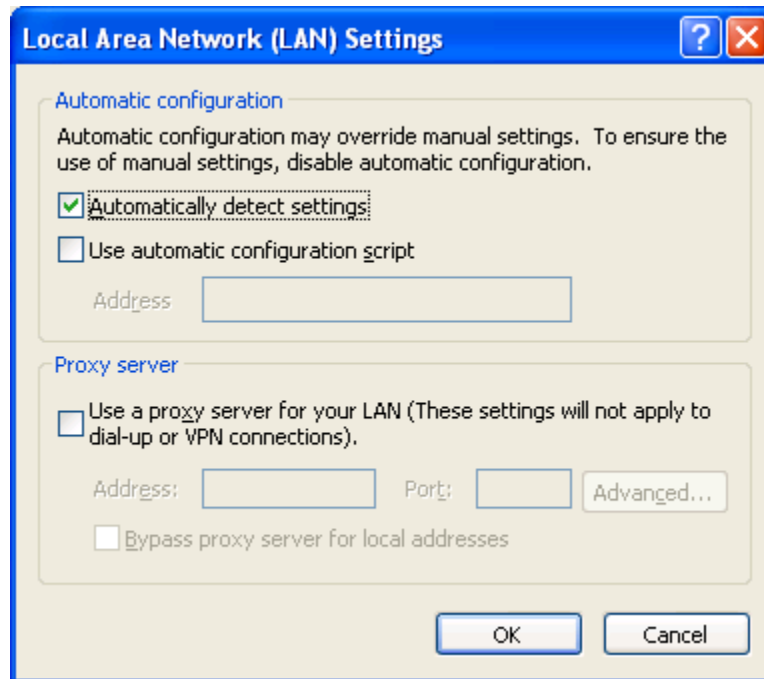 Local Area Network (LAN) Settings
Automatic configuration
Automatic configuration may override manual settings. To ensure the
use of manual settings, disable automatic configuration.
Automatically detect settings
Use automatic configuration script
Address
Proxy server
Use a proxy server for your LAN (These settings will not apply to
dial-up or VPN connections).
Address: Port: Advanced...
Bypass proxy server for local addresses
OK Cancel